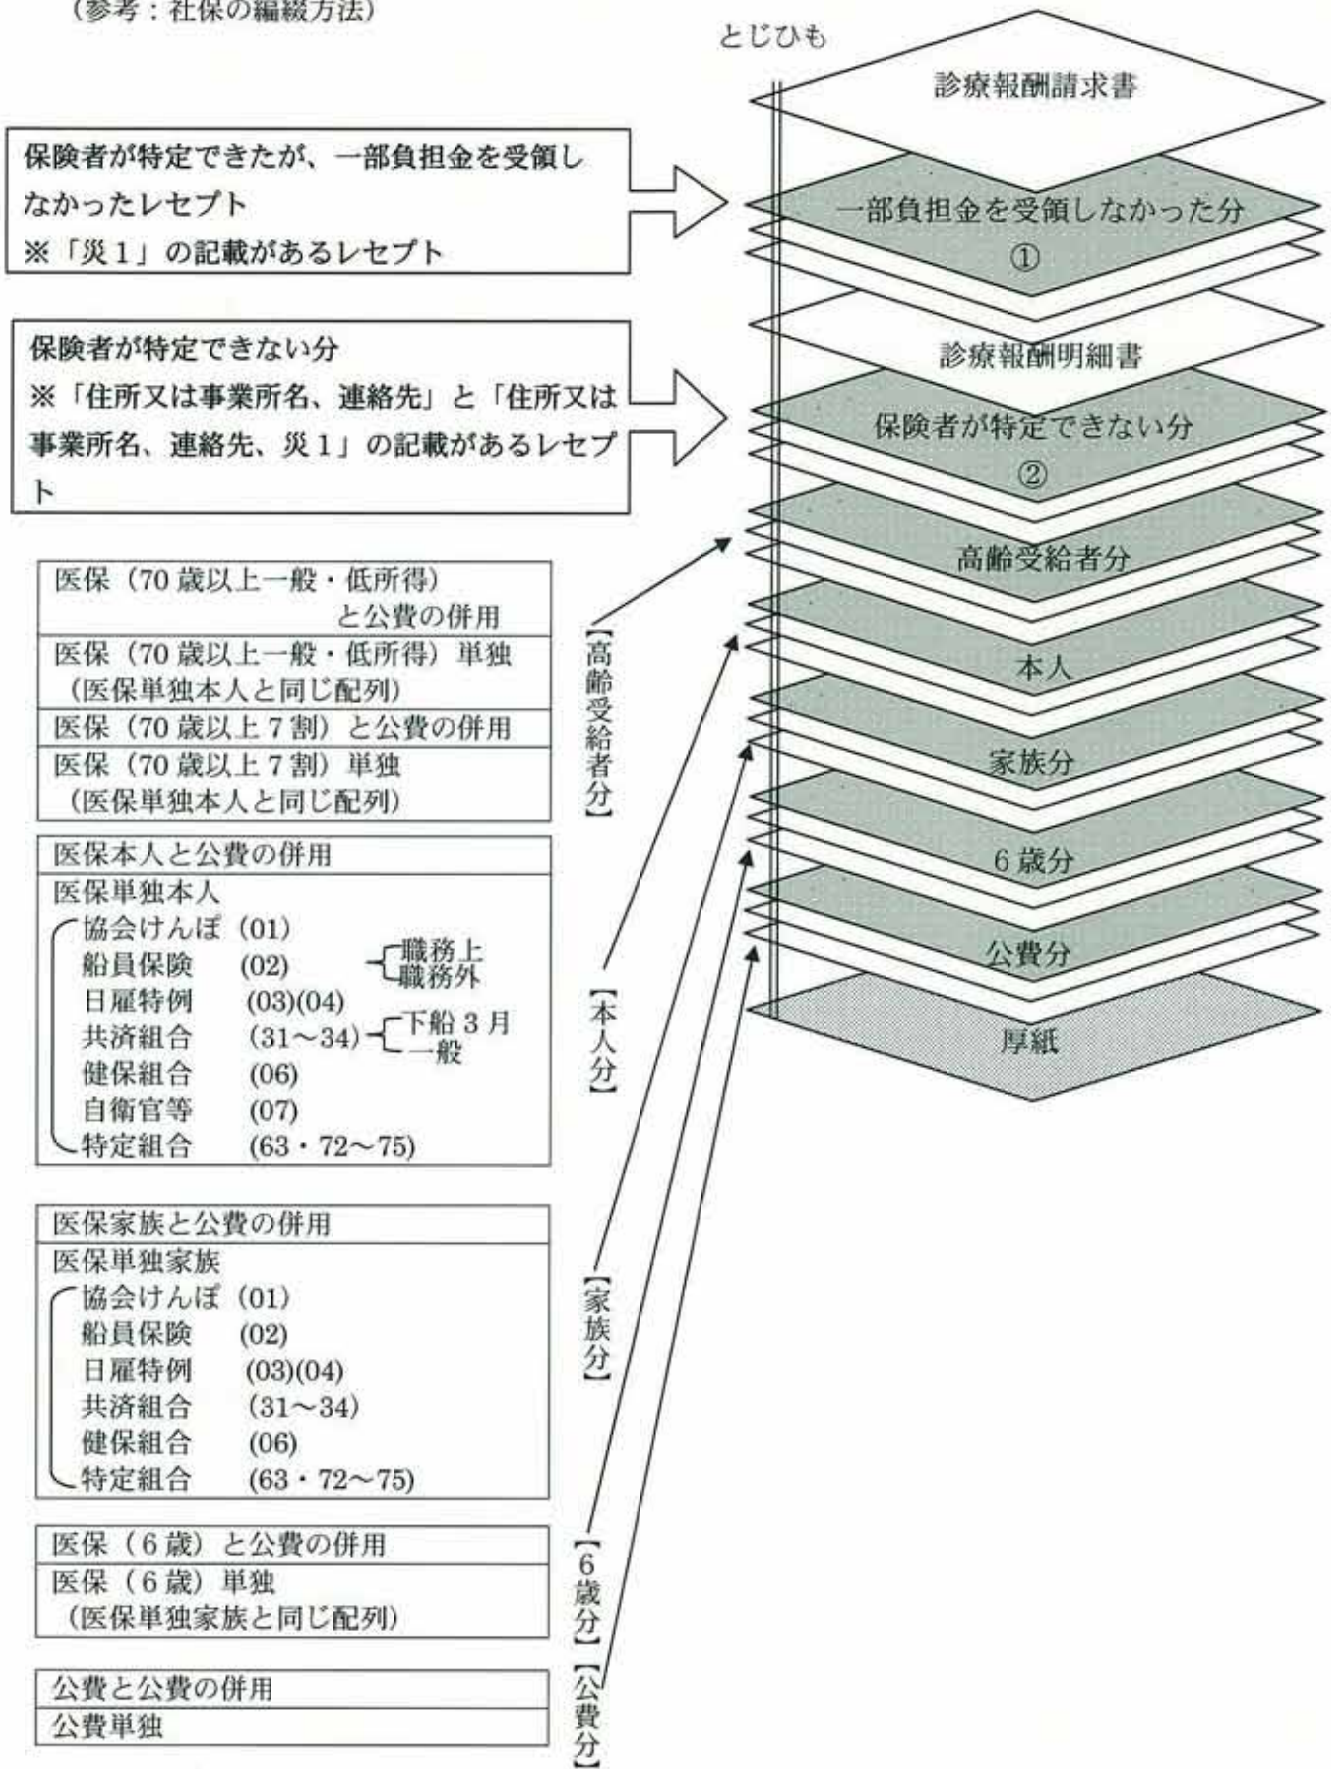 （参考：社保の編綴方法）
とじひも
診療報酬請求書
保険者が特定できたが、一部負担金を受領し
なかったレセプト
※「災１」の記載があるレセプト
一部負担金を受領しなかった分
①
保険者が特定できない分
※「住所又は事業所名、連絡先」と「住所又は
事業所名、連絡先、災１」の記載があるレセプ
ト
診療報酬明細書
保険者が特定できない分
②
高齢受給者分
本人
家族分
6歳分
公費分
厚紙
医保（70歳以上一般・低所得）
と公費の併用
医保（70歳以上一般・低所得）単独
（医保単独本人と同じ配列）
医保（70歳以上7割）と公費の併用
医保（70歳以上7割）単独
（医保単独本人と同じ配列）
【高齢受給者分】
医保本人と公費の併用
医保単独本人
協会けんぽ (01)
船員保険 (02) 職務上
職務外
日雇特例 (03)(04)
共済組合 (31～34) 下船3月
一般
健保組合 (06)
自衛官等 (07)
特定組合 (63・72～75)
【本人分】
医保家族と公費の併用
医保単独家族
協会けんぽ (01)
船員保険 (02)
日雇特例 (03)(04)
共済組合 (31～34)
健保組合 (06)
特定組合 (63・72～75)
【家族分】
医保（6歳）と公費の併用
医保（6歳）単独
（医保単独家族と同じ配列）
【6歳分】
公費と公費の併用
公費単独
【公費分】